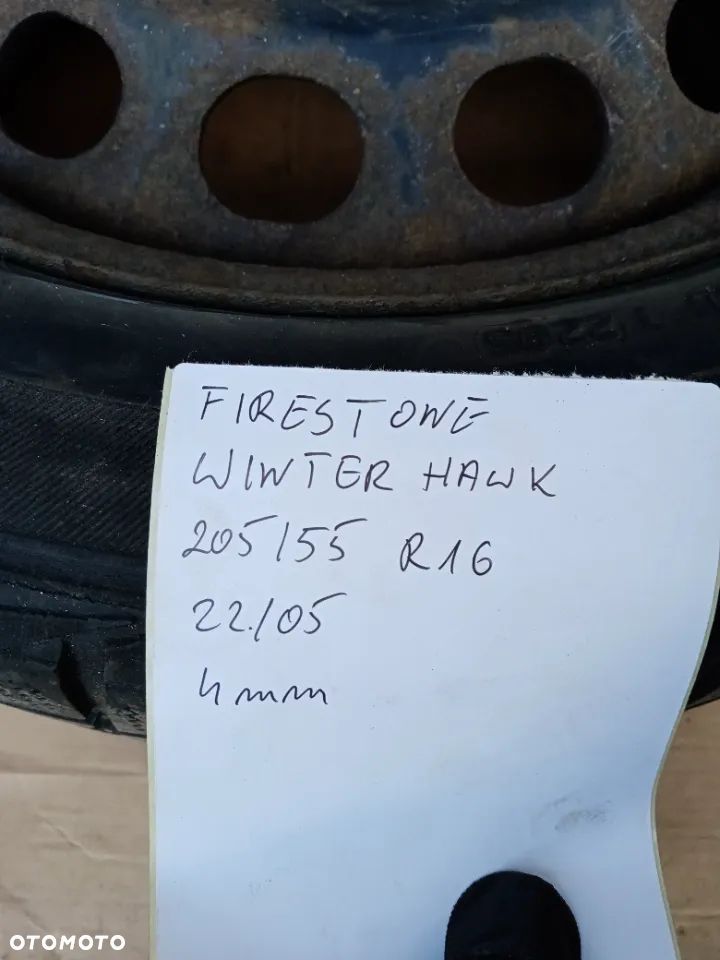 FIRESTONE
WINTER HAWK
205/55 R16
22/05
4mm
OTOMOTO